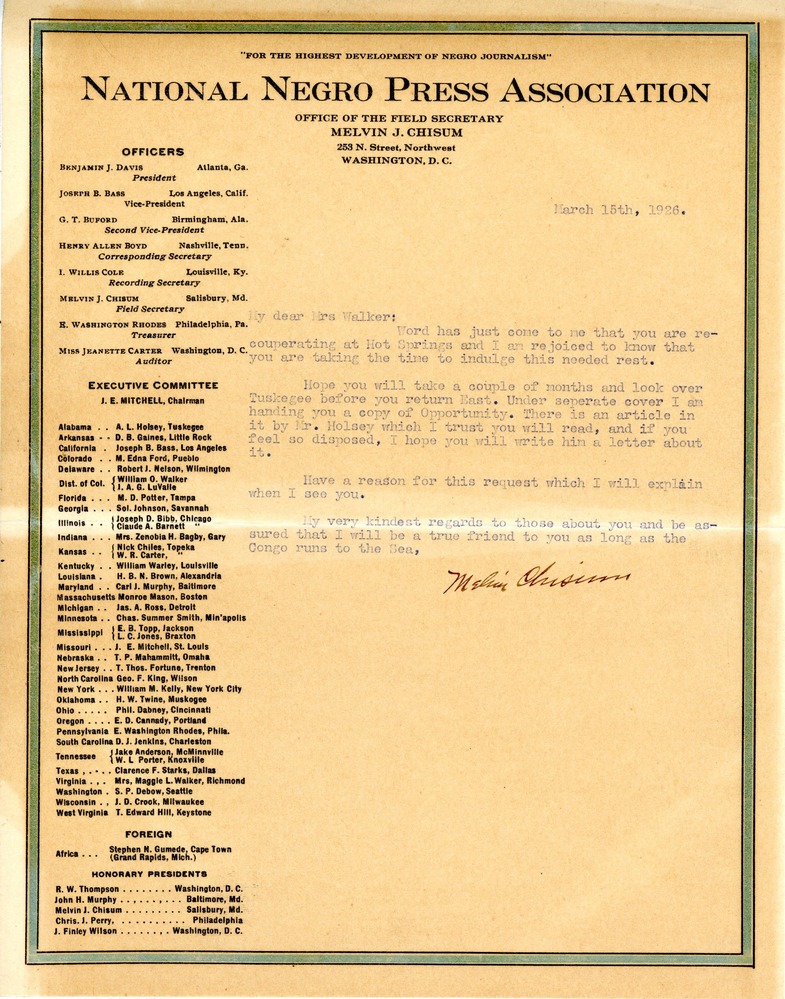 "FOR THE HIGHEST DEVELOPMENT OF NEGRO JOURNALISM"
NATIONAL NEGRO PRESS ASSOCIATION
OFFICE OF THE FIELD SECRETARY
MELVIN J. CHISUM
253 N. Street, Northwest
WASHINGTON, D. C.
OFFICERS
BENJAMIN J. DAVIS Atlanta, Ga.
President
JOSEPH B. BASS Los Angeles, Calif.
Vice-President
G. T. BUFORD Birmingham, Ala.
Second Vice-President
HENRY ALLEN BOYD Nashville, Tenn.
Corresponding Secretary
I. WILLIS COLE Louisville, Ky.
Recording Secretary
MELVIN J. CHISUM Salisbury, Md.
Field Secretary
E. WASHINGTON RHODES Philadelphia, Pa.
Treasurer
MISS JEANETTE CARTER Washington, D. C.
Auditor
EXECUTIVE COMMITTEE
J. E. MITCHELL, Chairman
Alabama . . A. L. Holsey, Tuskegee
Arkansas - - D. B. Gaines, Little Rock
California . Joseph B. Bass, Los Angeles
Colorado . . M. Edna Ford, Pueblo
Delaware . . Robert J. Nelson, Wilmington
Dist. of Col. { William O. Walker
{ J. A. G. LuValle
Florida . . . M. D. Potter, Tampa
Georgia . . . Sol. Johnson, Savannah
Illinois . . { Joseph D. Bibb, Chicago
{ Claude A. Barnett "
Indiana . . . Mrs. Zenobia H. Bagby, Gary
Kansas . . { Nick Chiles, Topeka
{ W. R. Carter, "
Kentucky . . William Warley, Louisville
Louisiana . H. B. N. Brown, Alexandria
Maryland . . Carl J. Murphy, Baltimore
Massachusetts Monroe Mason, Boston
Michigan . . Jas. A. Ross, Detroit
Minnesota . . Chas. Summer Smith, Min'apolis
Mississippi { E. B. Topp, Jackson
{ L. C. Jones, Braxton
Missouri . . . J. E. Mitchell, St. Louis
Nebraska . . T. P. Mahammitt, Omaha
New Jersey . . T. Thos. Fortune, Trenton
North Carolina Geo. F. King, Wilson
New York . . . William M. Kelly, New York City
Oklahoma . . H. W. Twine, Muskogee
Ohio . . . . . Phil. Dabney, Cincinnati
Oregon . . . . E. D. Cannady, Portland
Pennsylvania E. Washington Rhodes, Phila.
South Carolina D. J. Jenkins, Charleston
Tennessee { Jake Anderson, McMinnville
{ W. L. Porter, Knoxville
Texas . . - . . Clarence F. Starks, Dallas
Virginia . . . Mrs, Maggie L. Walker, Richmond
Washington . S. P. Debow, Seattle
Wisconsin . . J. D. Crook, Milwaukee
West Virginia T. Edward Hill, Keystone
FOREIGN
Africa . . . Stephen N. Gumede, Cape Town
(Grand Rapids, Mich.)
HONORARY PRESIDENTS
R. W. Thompson . . . . . . . . Washington, D. C.
John H. Murphy . . . . . . . . . Baltimore, Md.
Melvin J. Chisum . . . . . . . . . Salisbury, Md.
Chris. J. Perry, . . . . . . . . . . Philadelphia
J. Finley Wilson . . . . . . . . Washington, D. C.
March 15th, 1926.
My dear Mrs Walker:
Word has just come to me that you are re-
couperating at Hot Springs and I am rejoiced to know that
you are taking the time to indulge this needed rest.
Hope you will take a couple of months and look over
Tuskegee before you return East. Under seperate cover I am
handing you a copy of Opportunity. There is an article in
it by Mr. Holsey which I trust you will read, and if you
feel so disposed, I hope you will write him a letter about
it.
Have a reason for this request which I will explain
when I see you.
My very kindest regards to those about you and be as-
sured that I will be a true friend to you as long as the
Congo runs to the Sea,
Melvin Chisum